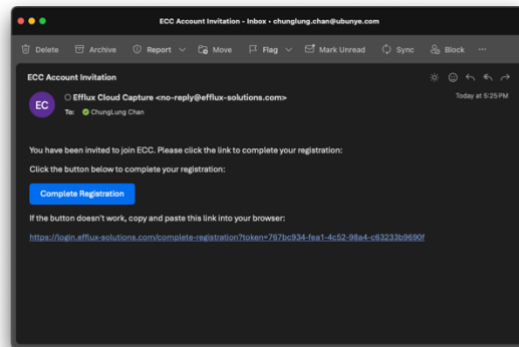 ECC Account Invitation - Inbox • chunglung.chan@ubunye.com
Delete Archive Report Move Flag Mark Unread Sync Block ...
ECC Account Invitation
EC Efflux Cloud Capture <no-reply@efflux-solutions.com> Today at 5:25 PM
To: ChungLung Chan
You have been invited to join ECC. Please click the link to complete your registration:
Click the button below to complete your registration:
Complete Registration
If the button doesn't work, copy and paste this link into your browser:
https://login.efflux-solutions.com/complete-registration?token=767bc934-fea1-4c52-98a4-c63233b9690f